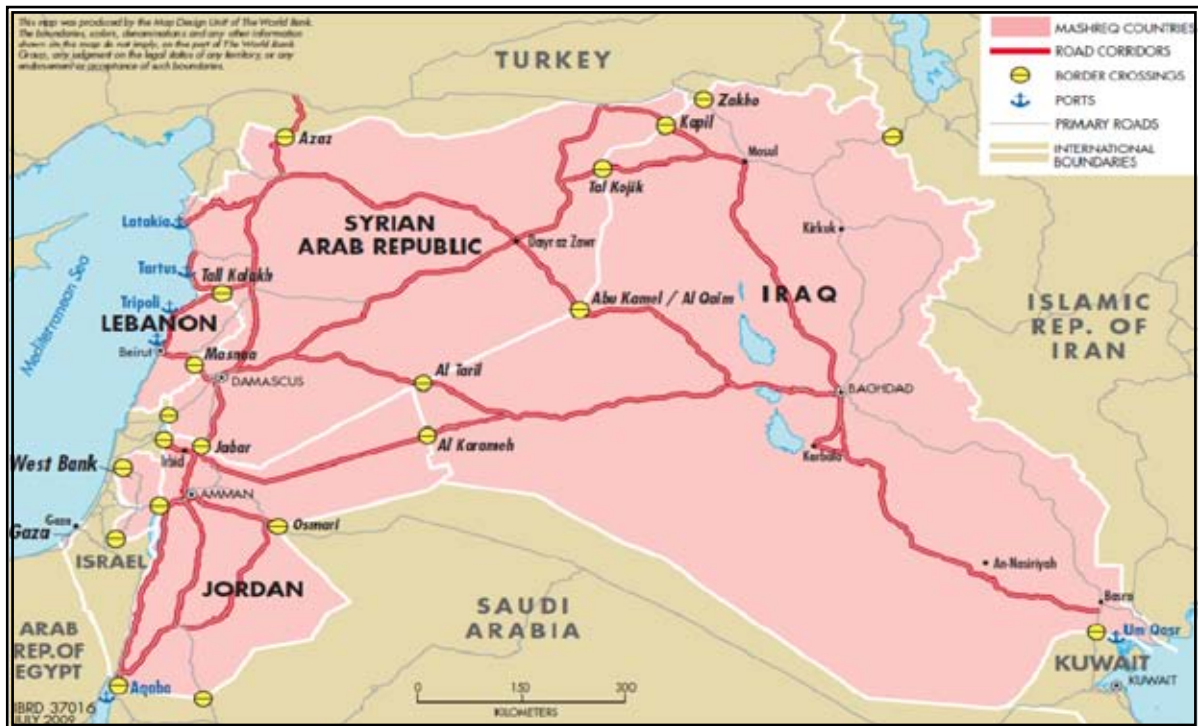 This map was produced by the Map Design Unit of The World Bank.
The boundaries, colors, denominations and any other information
shown on this map do not imply, on the part of The World Bank
Group, any judgment on the legal status of any territory, or any
endorsement or acceptance of such boundaries.
MASHREQ COUNTRIES
ROAD CORRIDORS
BORDER CROSSINGS
PORTS
PRIMARY ROADS
INTERNATIONAL
BOUNDARIES
TURKEY
Zakho
Kapil
Azaz
Mosul
Tal Kojik
Latakia
SYRIAN
ARAB REPUBLIC
Kirkuk
Dayr az Zawr
Tartus
Tall Kalakh
Mediterranean Sea
Tripoli
Abu Kamel / Al Qaim
IRAQ
ISLAMIC
REP. OF
IRAN
LEBANON
Beirut
Masnaa
DAMASCUS
Al Taril
BAGHDAD
Jabar
Al Karameh
Irbid
Karbala
West Bank
AMMAN
Gaza
Gaza
Osmari
ISRAEL
An-Nasiriyah
JORDAN
Basra
SAUDI
ARABIA
ARAB
REP. OF
EGYPT
Um Qasr
KUWAIT
KUWAIT
Aqaba
0 150 300
KILOMETERS
IBRD 37016
JULY 2009